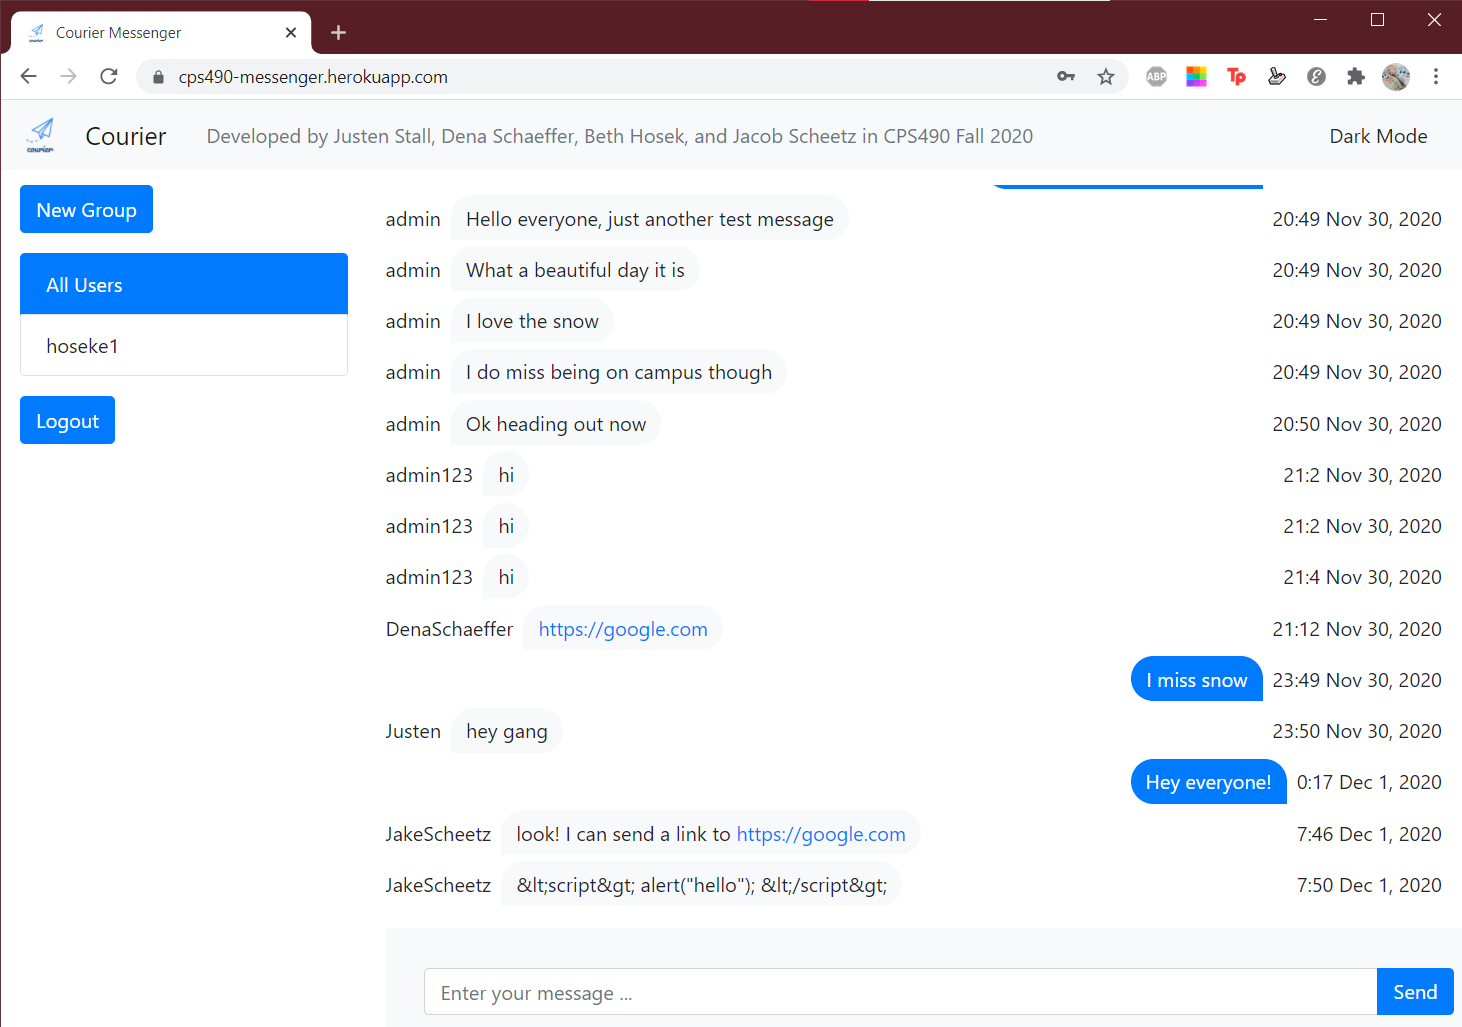 Courier Messenger
cps490-messenger.herokuapp.com
ABP
Tp
courier
Courier
Developed by Justen Stall, Dena Schaeffer, Beth Hosek, and Jacob Scheetz in CPS490 Fall 2020
Dark Mode
New Group
All Users
hoseke1
Logout
admin Hello everyone, just another test message 20:49 Nov 30, 2020
admin What a beautiful day it is 20:49 Nov 30, 2020
admin I love the snow 20:49 Nov 30, 2020
admin I do miss being on campus though 20:49 Nov 30, 2020
admin Ok heading out now 20:50 Nov 30, 2020
admin123 hi 21:2 Nov 30, 2020
admin123 hi 21:2 Nov 30, 2020
admin123 hi 21:4 Nov 30, 2020
DenaSchaeffer https://google.com 21:12 Nov 30, 2020
I miss snow 23:49 Nov 30, 2020
Justen hey gang 23:50 Nov 30, 2020
Hey everyone! 0:17 Dec 1, 2020
JakeScheetz look! I can send a link to https://google.com 7:46 Dec 1, 2020
JakeScheetz &lt;script&gt; alert("hello"); &lt;/script&gt; 7:50 Dec 1, 2020
Enter your message ...
Send